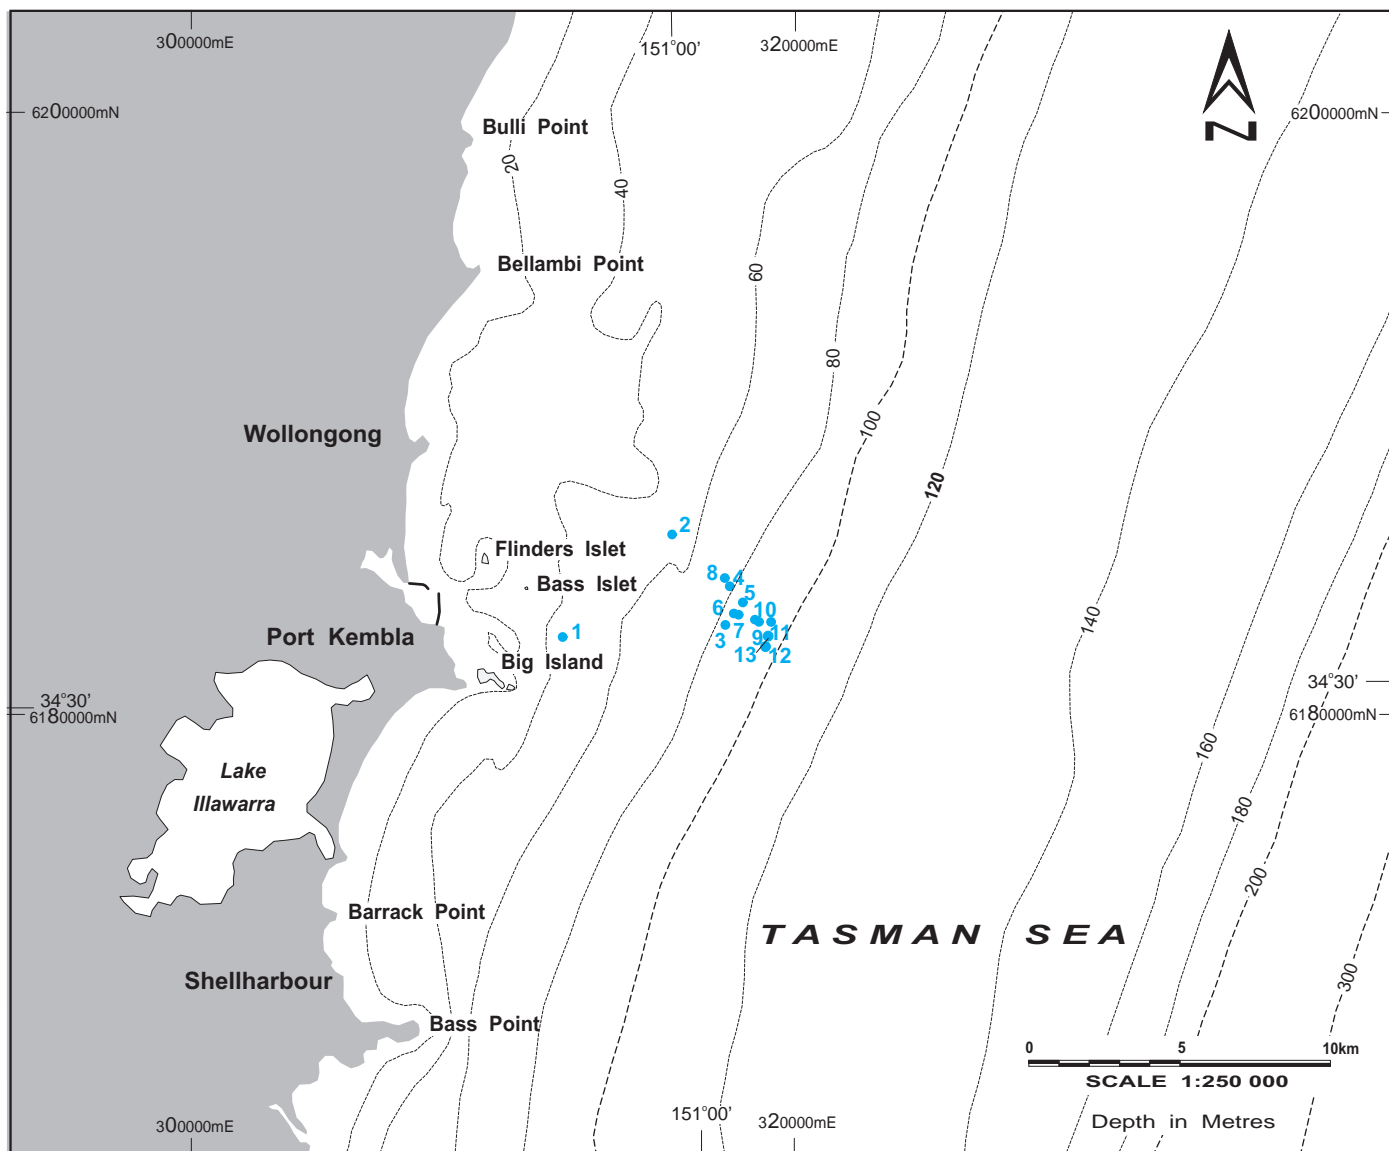 300000mE
151°00'
320000mE
6200000mN
6200000mN
N
Bulli Point
20
40
Bellambi Point
60
80
100
Wollongong
120
2
Flinders Islet
8 4
Bass Islet
5
6
10
140
1
3
7
9 11
Port Kembla
13 12
Big Island
34°30'
34°30'
6180000mN
6180000mN
160
Lake
Illawarra
180
200
Barrack Point
TASMAN SEA
300
Shellharbour
Bass Point
0 5 10km
SCALE 1:250 000
Depth in Metres
300000mE
151°00'
320000mE